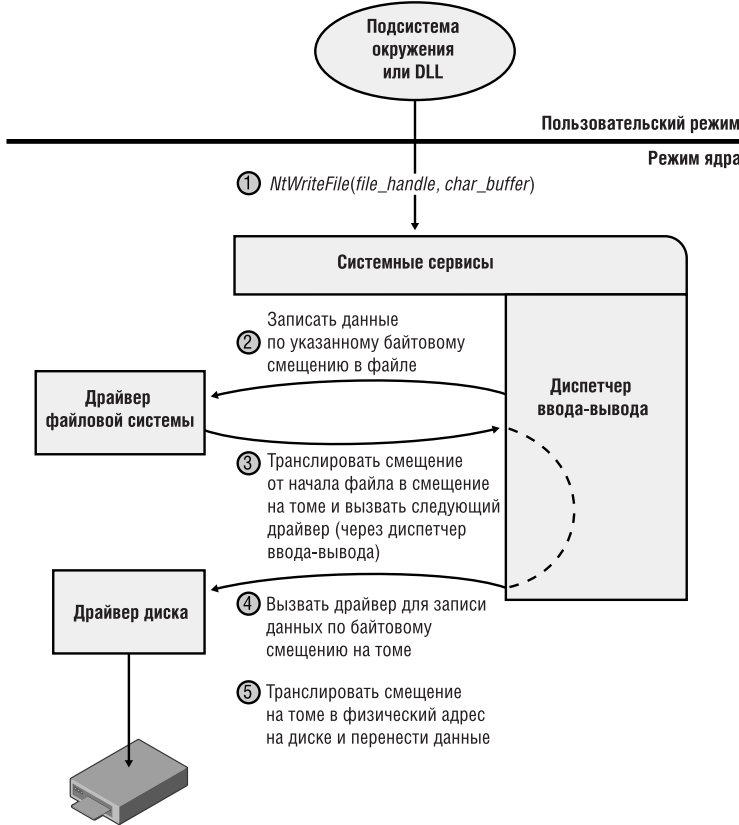 Подсистема
окружения
или DLL
Пользовательский режим
Режим ядра
1 NtWriteFile(file_handle, char_buffer)
Системные сервисы
2 Записать данные
по указанному байтовому
смещению в файле
Драйвер
файловой системы
Диспетчер
ввода-вывода
3 Транслировать смещение
от начала файла в смещение
на томе и вызвать следующий
драйвер (через диспетчер
ввода-вывода)
Драйвер диска
4 Вызвать драйвер для записи
данных по байтовому
смещению на томе
5 Транслировать смещение
на томе в физический адрес
на диске и перенести данные